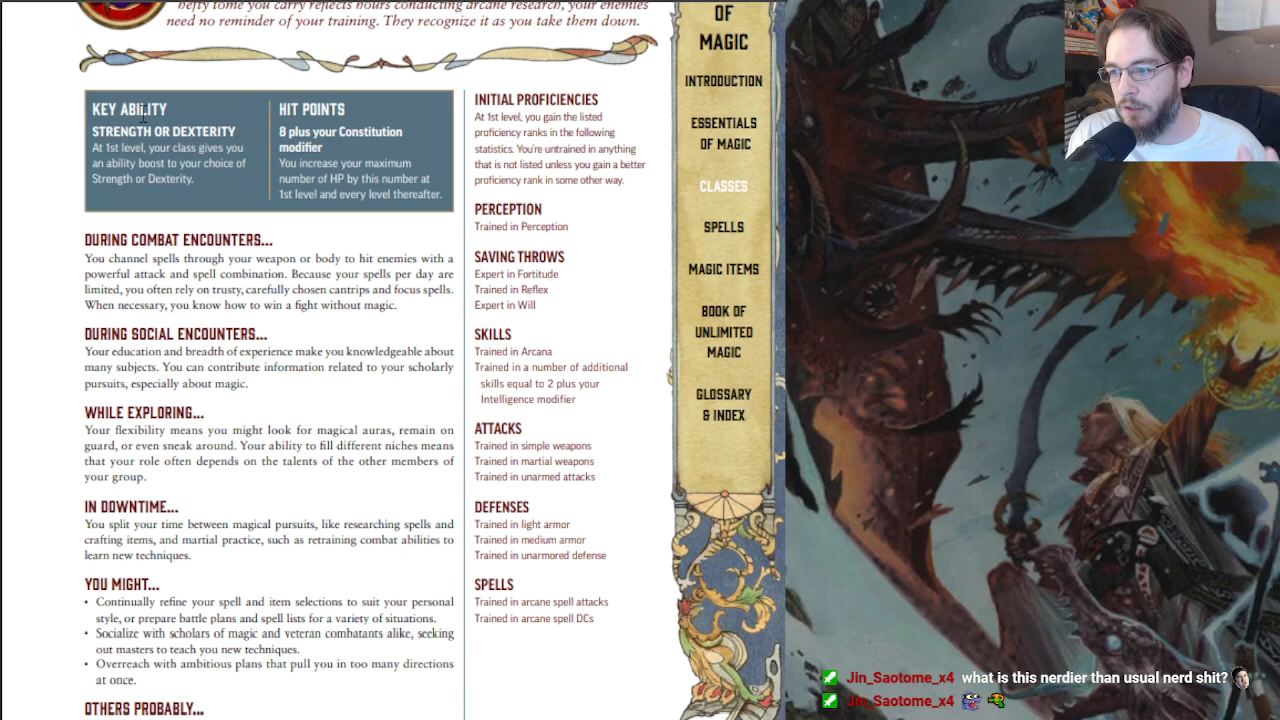 hefty tome you carry reflects hours conducting arcane research, your enemies
need no reminder of your training. They recognize it as you take them down.
KEY ABILITY
STRENGTH OR DEXTERITY
At 1st level, your class gives you
an ability boost to your choice of
Strength or Dexterity.
HIT POINTS
8 plus your Constitution
modifier
You increase your maximum
number of HP by this number at
1st level and every level thereafter.
DURING COMBAT ENCOUNTERS...
You channel spells through your weapon or body to hit enemies with a
powerful attack and spell combination. Because your spells per day are
limited, you often rely on trusty, carefully chosen cantrips and focus spells.
When necessary, you know how to win a fight without magic.
DURING SOCIAL ENCOUNTERS...
Your education and breadth of experience make you knowledgeable about
many subjects. You can contribute information related to your scholarly
pursuits, especially about magic.
WHILE EXPLORING...
Your flexibility means you might look for magical auras, remain on
guard, or even sneak around. Your ability to fill different niches means
that your role often depends on the talents of the other members of
your group.
IN DOWNTIME...
You split your time between magical pursuits, like researching spells and
crafting items, and martial practice, such as retraining combat abilities to
learn new techniques.
YOU MIGHT...
• Continually refine your spell and item selections to suit your personal
style, or prepare battle plans and spell lists for a variety of situations.
• Socialize with scholars of magic and veteran combatants alike, seeking
out masters to teach you new techniques.
• Overreach with ambitious plans that pull you in too many directions
at once.
OTHERS PROBABLY...
INITIAL PROFICIENCIES
At 1st level, you gain the listed
proficiency ranks in the following
statistics. You're untrained in anything
that is not listed unless you gain a better
proficiency rank in some other way.
PERCEPTION
Trained in Perception
SAVING THROWS
Expert in Fortitude
Trained in Reflex
Expert in Will
SKILLS
Trained in Arcana
Trained in a number of additional
skills equal to 2 plus your
Intelligence modifier
ATTACKS
Trained in simple weapons
Trained in martial weapons
Trained in unarmed attacks
DEFENSES
Trained in light armor
Trained in medium armor
Trained in unarmored defense
SPELLS
Trained in arcane spell attacks
Trained in arcane spell DCs
OF
MAGIC
INTRODUCTION
ESSENTIALS
OF MAGIC
CLASSES
SPELLS
MAGIC ITEMS
BOOK OF
UNLIMITED
MAGIC
GLOSSARY
& INDEX
Jin_Saotome_x4 what is this nerdier than usual nerd shit?
Jin_Saotome_x4